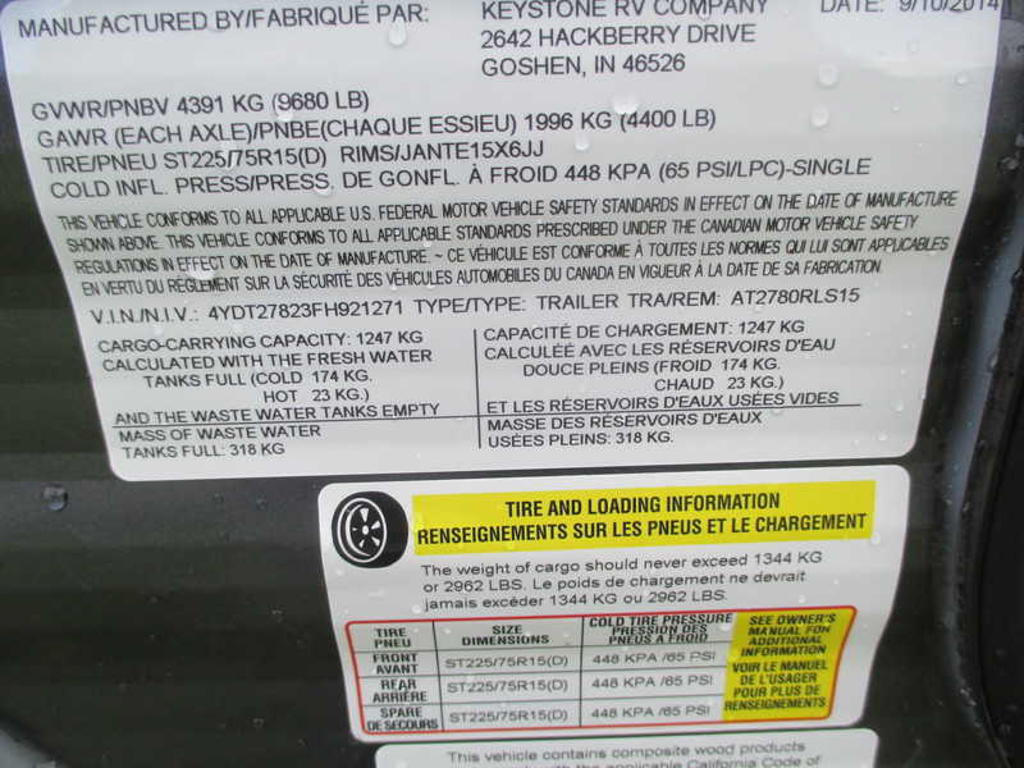 MANUFACTURED BY/FABRIQUÉ PAR: KEYSTONE RV COMPANY DATE: 9/10/2014
2642 HACKBERRY DRIVE
GOSHEN, IN 46526
GVWR/PNBV 4391 KG (9680 LB)
GAWR (EACH AXLE)/PNBE(CHAQUE ESSIEU) 1996 KG (4400 LB)
TIRE/PNEU ST225/75R15(D) RIMS/JANTE15X6JJ
COLD INFL. PRESS/PRESS. DE GONFL. À FROID 448 KPA (65 PSI/LPC)-SINGLE
THIS VEHICLE CONFORMS TO ALL APPLICABLE U.S. FEDERAL MOTOR VEHICLE SAFETY STANDARDS IN EFFECT ON THE DATE OF MANUFACTURE
SHOWN ABOVE. THIS VEHICLE CONFORMS TO ALL APPLICABLE STANDARDS PRESCRIBED UNDER THE CANADIAN MOTOR VEHICLE SAFETY
REGULATIONS IN EFFECT ON THE DATE OF MANUFACTURE. ~ CE VÉHICULE EST CONFORME À TOUTES LES NORMES QUI LUI SONT APPLICABLES
EN VERTU DU RÈGLEMENT SUR LA SÉCURITÉ DES VÉHICULES AUTOMOBILES DU CANADA EN VIGUEUR À LA DATE DE SA FABRICATION.
V.I.N./N.I.V.: 4YDT27823FH921271 TYPE/TYPE: TRAILER TRA/REM: AT2780RLS15
CARGO-CARRYING CAPACITY: 1247 KG
CALCULATED WITH THE FRESH WATER
TANKS FULL (COLD 174 KG.
HOT 23 KG.)
AND THE WASTE WATER TANKS EMPTY
MASS OF WASTE WATER
TANKS FULL: 318 KG
CAPACITÉ DE CHARGEMENT: 1247 KG
CALCULÉE AVEC LES RÉSERVOIRS D'EAU
DOUCE PLEINS (FROID 174 KG.
CHAUD 23 KG.)
ET LES RÉSERVOIRS D'EAUX USÉES VIDES
MASSE DES RÉSERVOIRS D'EAUX
USÉES PLEINS: 318 KG.
TIRE AND LOADING INFORMATION
RENSEIGNEMENTS SUR LES PNEUS ET LE CHARGEMENT
The weight of cargo should never exceed 1344 KG
or 2962 LBS. Le poids de chargement ne devrait
jamais excéder 1344 KG ou 2962 LBS.
TIRE
PNEU
SIZE
DIMENSIONS
COLD TIRE PRESSURE
PRESSION DES
PNEUS A FROID
FRONT
AVANT
ST225/75R15(D) 448 KPA /65 PSI
REAR
ARRIÈRE
ST225/75R15(D) 448 KPA /65 PSI
SPARE
DE SECOURS
ST225/75R15(D) 448 KPA /65 PSI
SEE OWNER'S
MANUAL FOR
ADDITIONAL
INFORMATION
VOIR LE MANUEL
DE L'USAGER
POUR PLUS DE
RENSEIGNEMENTS
This vehicle contains composite wood products
with the applicable California Code of